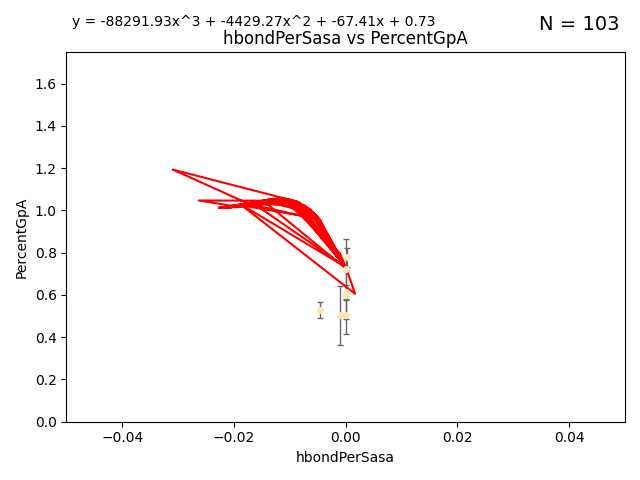 y = -88291.93x^3 + -4429.27x^2 + -67.41x + 0.73
N = 103
hbondPerSasa vs PercentGpA
1.6
1.4
1.2
1.0
0.8
0.6
0.4
0.2
0.0
PercentGpA
−0.04 −0.02 0.00 0.02 0.04
hbondPerSasa